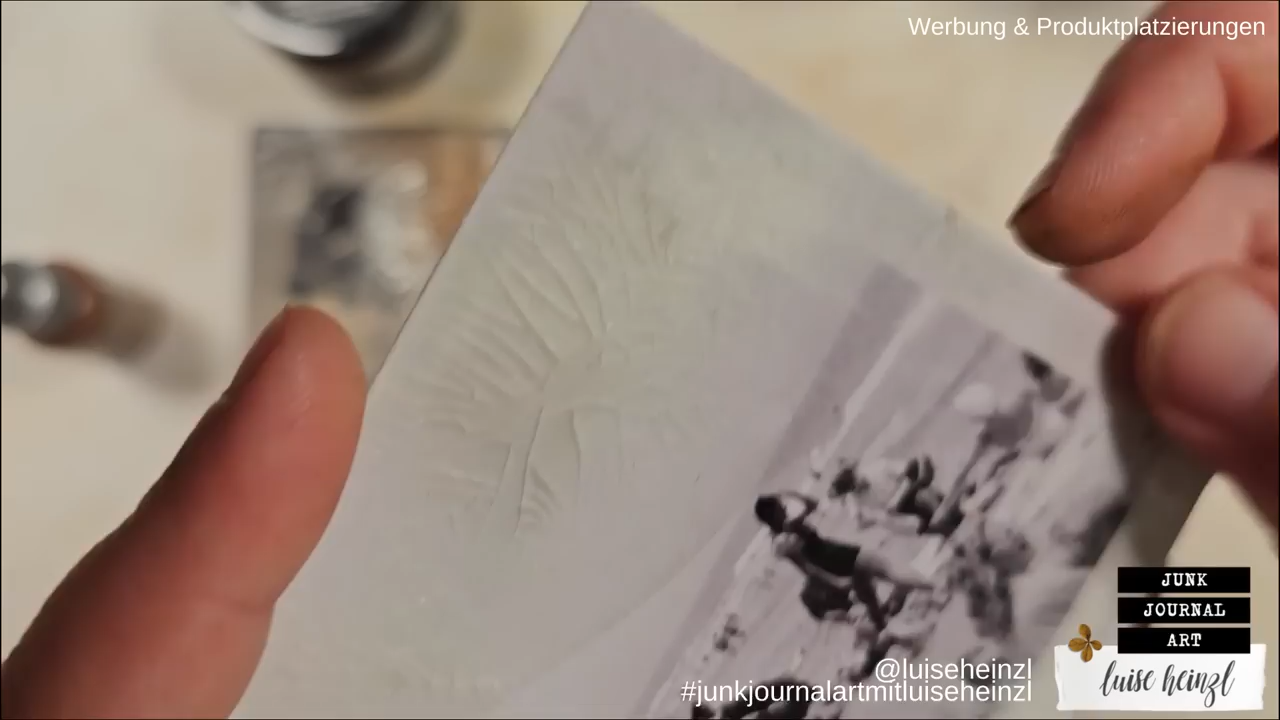 Werbung & Produktplatzierungen
JUNK
JOURNAL
ART
luise heinzl
@luiseheinzl
#junkjournalartmitluiseheinzl